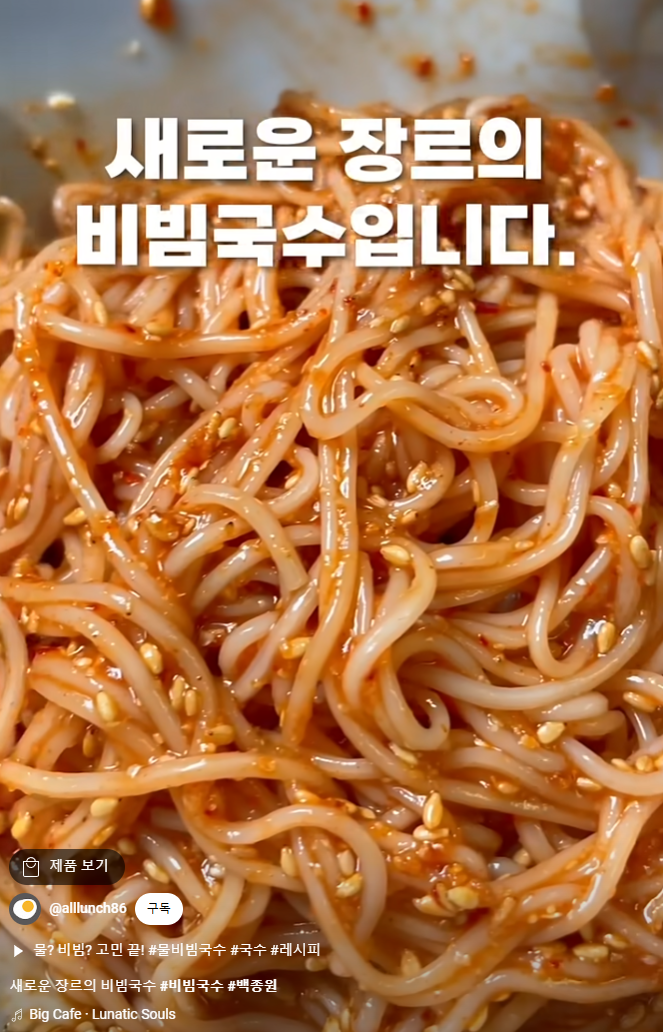 새로운 장르의
비빔국수입니다.
제품 보기
@alllunch86 구독
물? 비빔? 고민 끝! #물비빔국수 #국수 #레시피
새로운 장르의 비빔국수 #비빔국수 #백종원
Big Cafe · Lunatic Souls